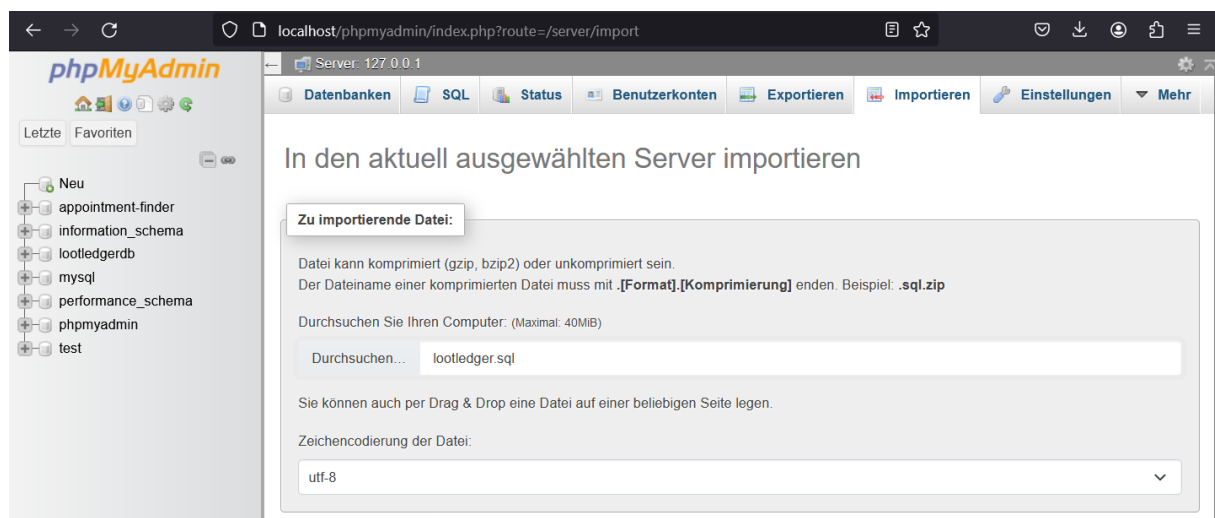 localhost/phpmyadmin/index.php?route=/server/import
phpMyAdmin
Letzte Favoriten
Neu
appointment-finder
information_schema
lootledgerdb
mysql
performance_schema
phpmyadmin
test
Server: 127.0.0.1
Datenbanken SQL Status Benutzerkonten Exportieren Importieren Einstellungen Mehr
In den aktuell ausgewählten Server importieren
Zu importierende Datei:
Datei kann komprimiert (gzip, bzip2) oder unkomprimiert sein.
Der Dateiname einer komprimierten Datei muss mit .[Format].[Komprimierung] enden. Beispiel: .sql.zip
Durchsuchen Sie Ihren Computer: (Maximal: 40MiB)
Durchsuchen... lootledger.sql
Sie können auch per Drag & Drop eine Datei auf einer beliebigen Seite legen.
Zeichencodierung der Datei:
utf-8